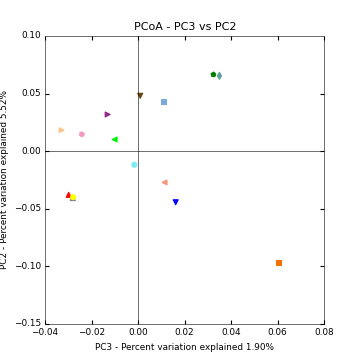 PCoA - PC3 vs PC2
0.10
0.05
0.00
−0.05
−0.10
−0.15
PC2 - Percent variation explained 5.52%
−0.04 −0.02 0.00 0.02 0.04 0.06 0.08
PC3 - Percent variation explained 1.90%